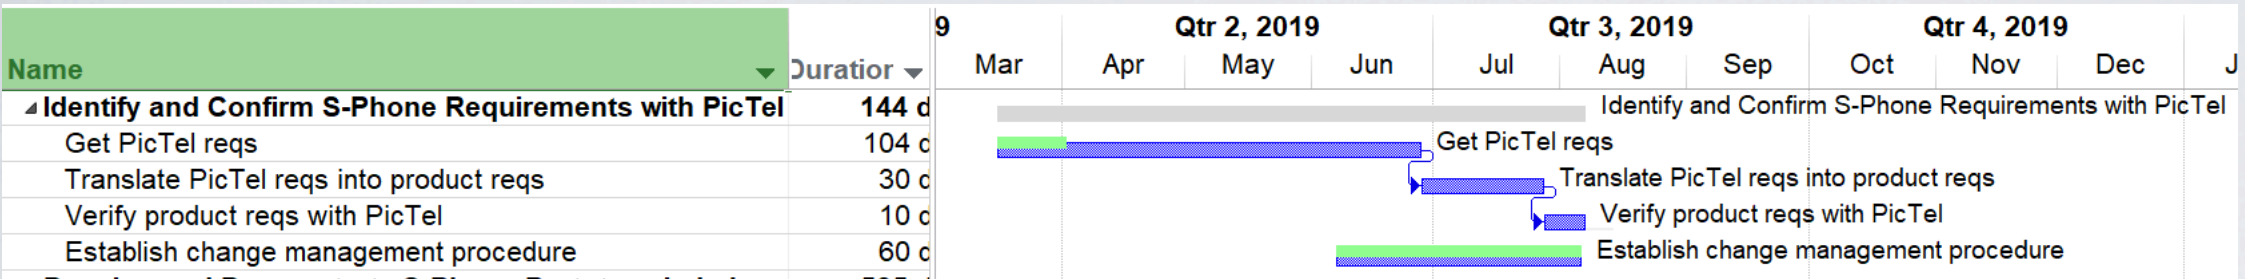 9 Qtr 2, 2019 Qtr 3, 2019 Qtr 4, 2019
Name Duration Mar Apr May Jun Jul Aug Sep Oct Nov Dec J
Identify and Confirm S-Phone Requirements with PicTel 144 d Identify and Confirm S-Phone Requirements with PicTel
Get PicTel reqs 104 d Get PicTel reqs
Translate PicTel reqs into product reqs 30 d Translate PicTel reqs into product reqs
Verify product reqs with PicTel 10 d Verify product reqs with PicTel
Establish change management procedure 60 d Establish change management procedure